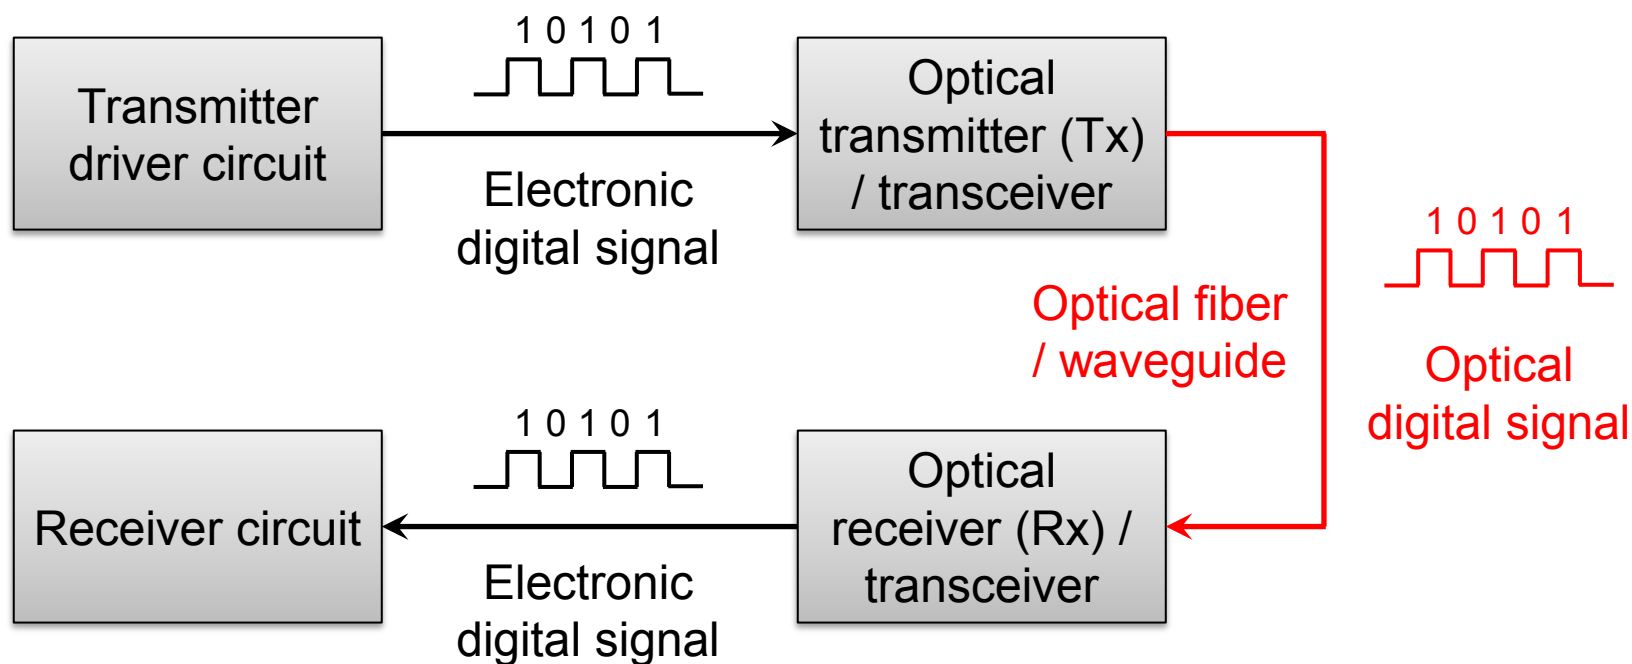 1 0 1 0 1
Transmitter
driver circuit
Electronic
digital signal
Optical
transmitter (Tx)
/ transceiver
1 0 1 0 1
Optical fiber
/ waveguide
Optical
digital signal
1 0 1 0 1
Receiver circuit
Electronic
digital signal
Optical
receiver (Rx) /
transceiver